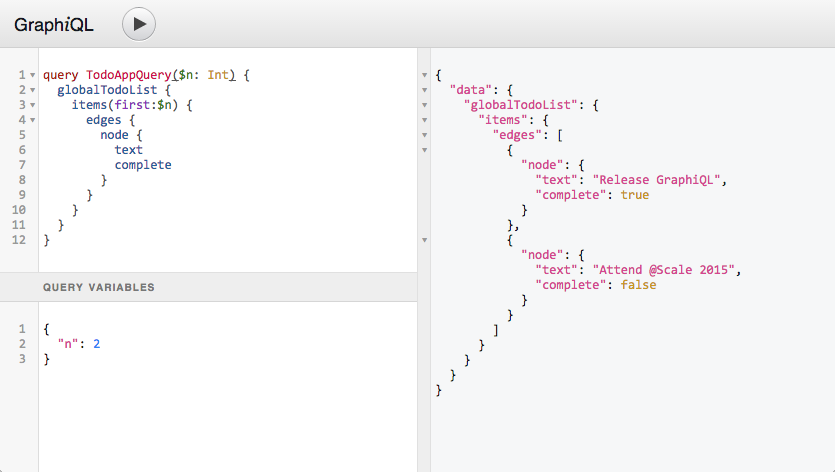 GraphiQL
1 query TodoAppQuery($n: Int) {
2   globalTodoList {
3     items(first:$n) {
4       edges {
5         node {
6           text
7           complete
8         }
9       }
10     }
11   }
12 }
QUERY VARIABLES
1 {
2   "n": 2
3 }
{
  "data": {
    "globalTodoList": {
      "items": {
        "edges": [
          {
            "node": {
              "text": "Release GraphiQL",
              "complete": true
            }
          },
          {
            "node": {
              "text": "Attend @Scale 2015",
              "complete": false
            }
          }
        ]
      }
    }
  }
}